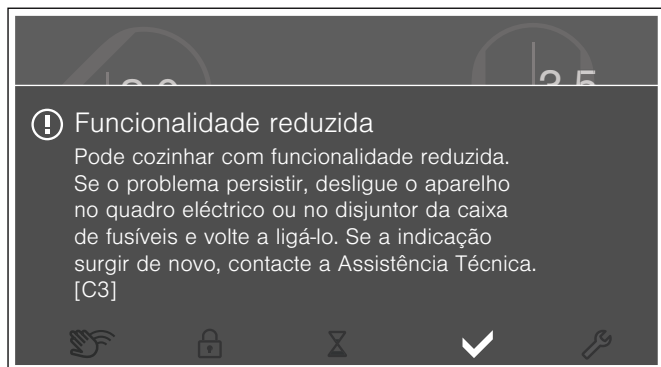 Funcionalidade reduzida
Pode cozinhar com funcionalidade reduzida.
Se o problema persistir, desligue o aparelho
no quadro eléctrico ou no disjuntor da caixa
de fusíveis e volte a ligá-lo. Se a indicação
surgir de novo, contacte a Assistência Técnica.
[C3]